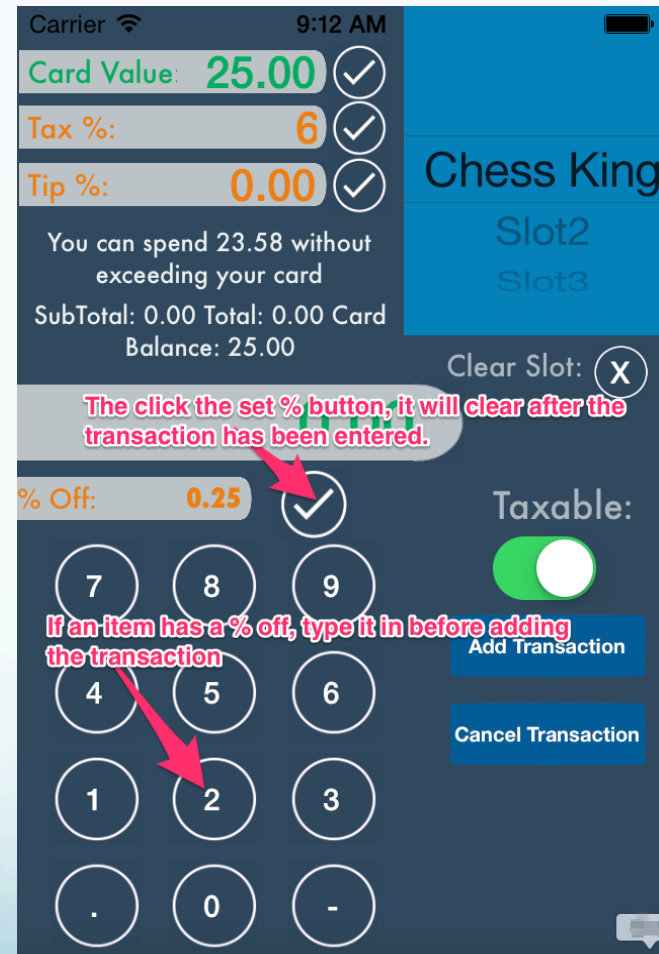 Carrier 9:12 AM
Card Value: 25.00
Tax %: 6
Tip %: 0.00
Chess King
Slot2
Slot3
You can spend 23.58 without
exceeding your card
SubTotal: 0.00 Total: 0.00 Card
Balance: 25.00
Clear Slot: X
The click the set % button, it will clear after the
transaction has been entered.
0.00
% Off: 0.25
Taxable:
7 8 9
If an item has a % off, type it in before adding
the transaction
Add Transaction
4 5 6
Cancel Transaction
1 2 3
. 0 -